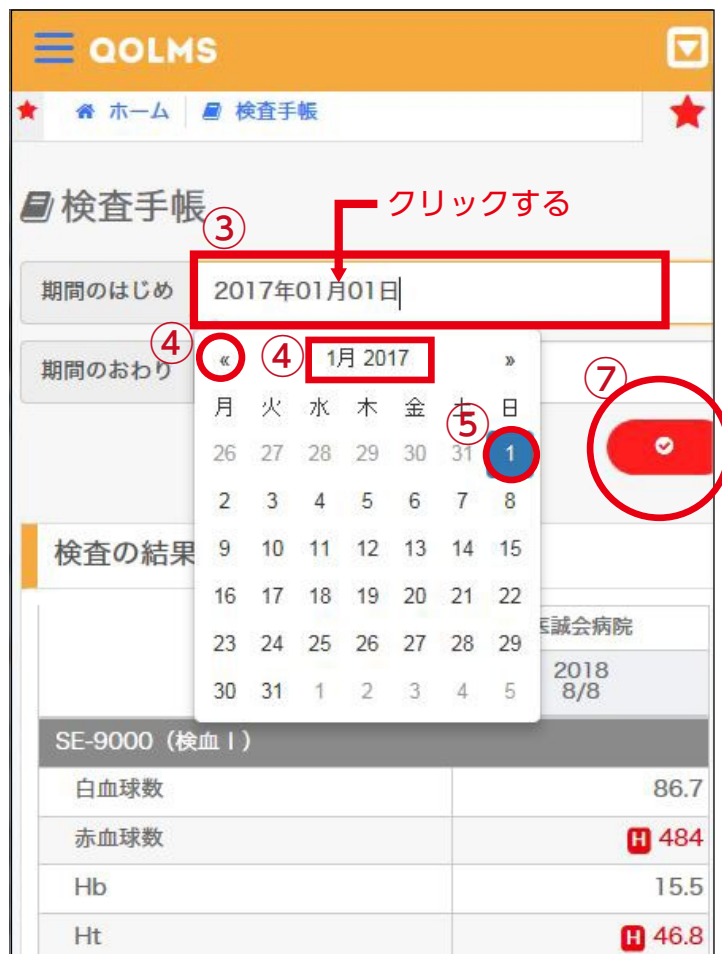 QOLMS
ホーム 検査手帳
検査手帳
③ クリックする
期間のはじめ 2017年01月01日
期間のおわり
④ « ④ 1月 2017 » ⑦
月 火 水 木 金 土 日
⑤
26 27 28 29 30 31 1
2 3 4 5 6 7 8
9 10 11 12 13 14 15
16 17 18 19 20 21 22
23 24 25 26 27 28 29
30 31 1 2 3 4 5
検査の結果
誠会病院
2018
8/8
SE-9000（検血Ⅰ）
白血球数 86.7
赤血球数 H 484
Hb 15.5
Ht H 46.8